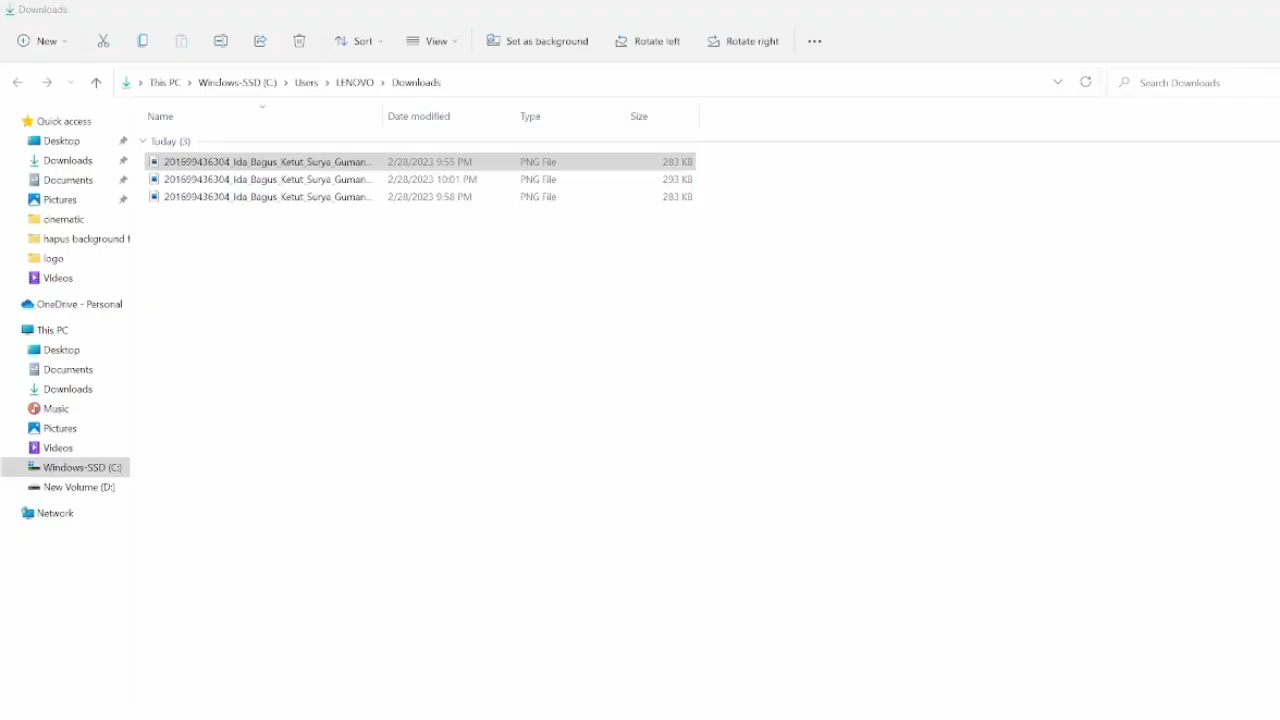 Downloads
New
Sort
View
Set as background
Rotate left
Rotate right
This PC > Windows-SSD (C:) > Users > LENOVO > Downloads
Search Downloads
Name
Date modified
Type
Size
Today (3)
201699436304_Ida_Bagus_Ketut_Surya_Guman... 2/28/2023 9:55 PM PNG File 283 KB
201699436304_Ida_Bagus_Ketut_Surya_Guman... 2/28/2023 10:01 PM PNG File 293 KB
201699436304_Ida_Bagus_Ketut_Surya_Guman... 2/28/2023 9:58 PM PNG File 283 KB
Quick access
Desktop
Downloads
Documents
Pictures
cinematic
hapus background f
logo
Videos
OneDrive - Personal
This PC
Desktop
Documents
Downloads
Music
Pictures
Videos
Windows-SSD (C:)
New Volume (D:)
Network